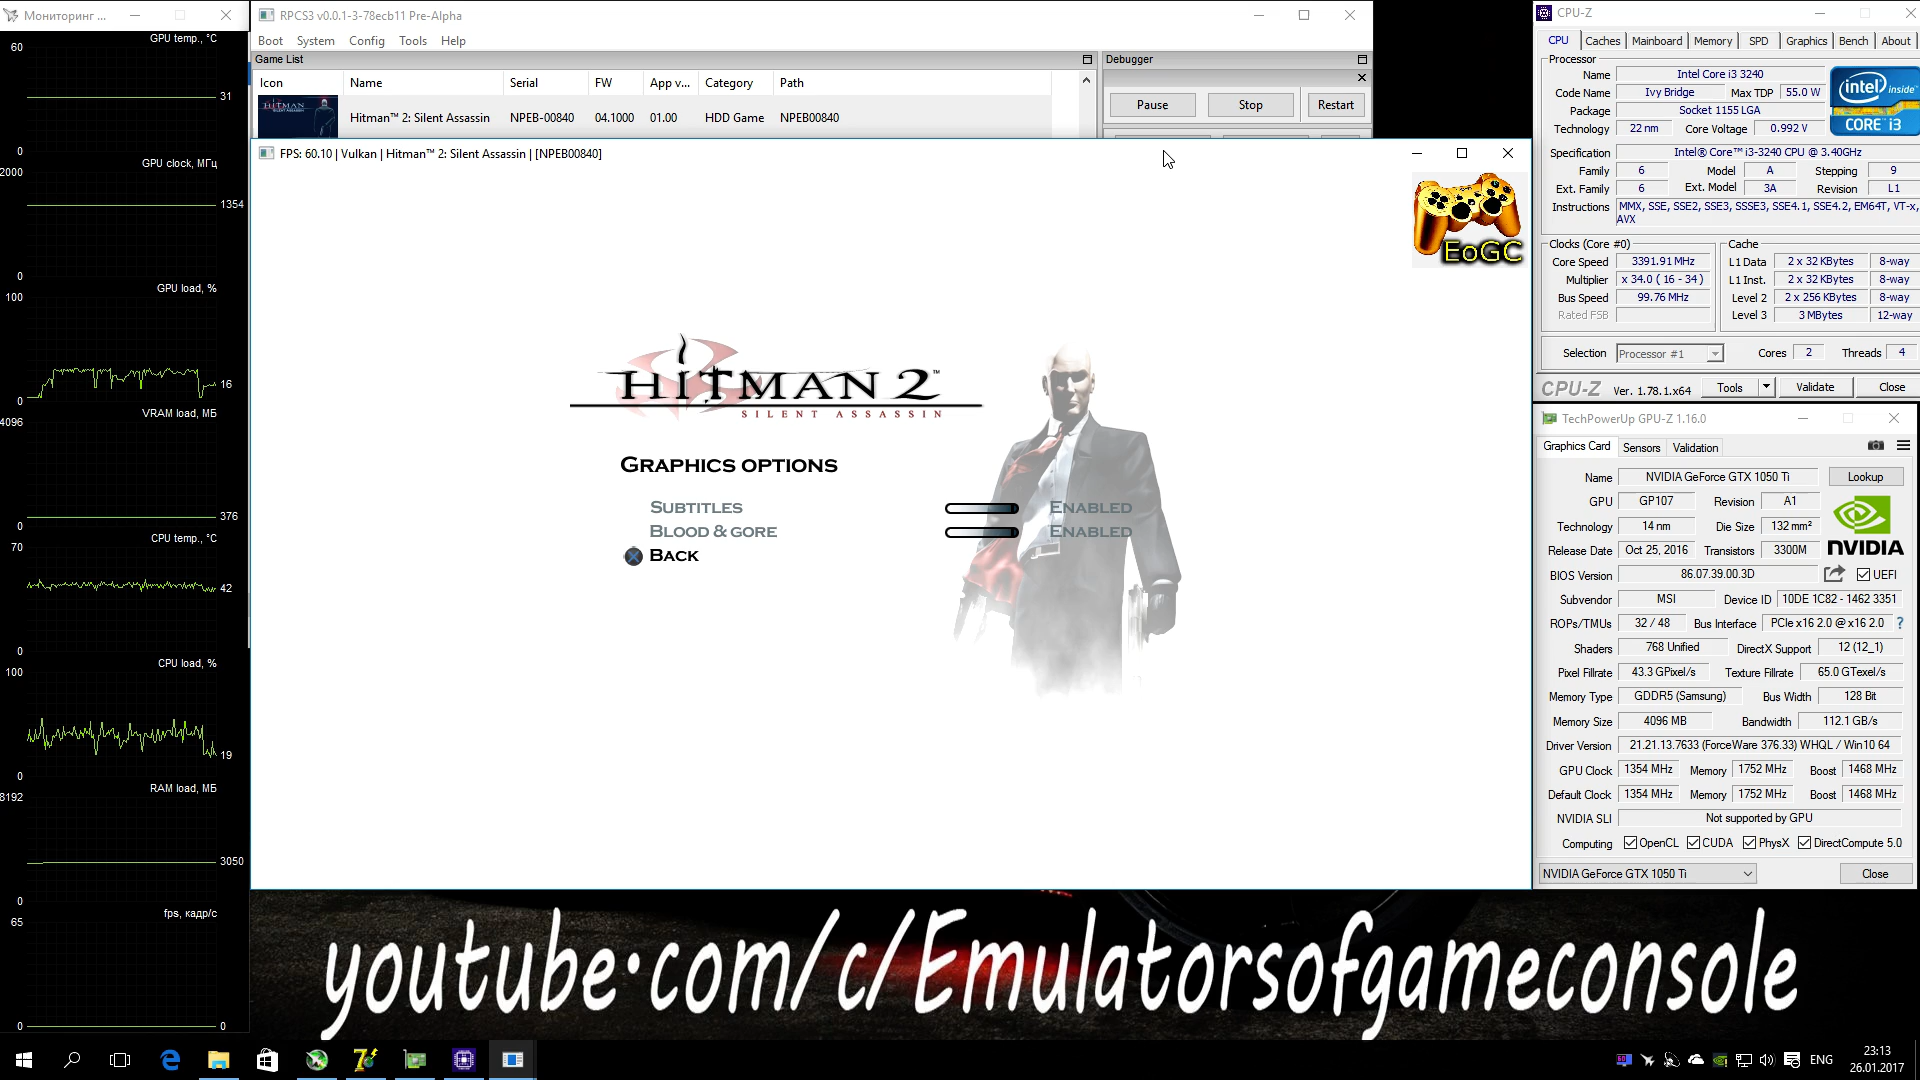 Мониторинг ...
GPU temp., °C
60
31
0
GPU clock, МГц
2000
1354
0
GPU load, %
100
16
0
VRAM load, МБ
4096
376
0
CPU temp., °C
70
42
0
CPU load, %
100
19
0
RAM load, МБ
8192
3050
0
fps, кадр/с
65
0
0
RPCS3 v0.0.1-3-78ecb11 Pre-Alpha
Boot System Config Tools Help
Game List
Icon Name Serial FW App v... Category Path
HITMAN
Hitman™ 2: Silent Assassin NPEB-00840 04.1000 01.00 HDD Game NPEB00840
Debugger
Pause Stop Restart
FPS: 60.10 | Vulkan | Hitman™ 2: Silent Assassin | [NPEB00840]
EoGC
HITMAN 2™
SILENT ASSASSIN
GRAPHICS OPTIONS
SUBTITLES ENABLED
BLOOD & GORE ENABLED
BACK
CPU-Z
CPU Caches Mainboard Memory SPD Graphics Bench About
Processor
Name Intel Core i3 3240
Code Name Ivy Bridge Max TDP 55.0 W
Package Socket 1155 LGA
Technology 22 nm Core Voltage 0.992 V
intel inside™
CORE i3
Specification Intel® Core™ i3-3240 CPU @ 3.40GHz
Family 6 Model A Stepping 9
Ext. Family 6 Ext. Model 3A Revision L1
Instructions MMX, SSE, SSE2, SSE3, SSSE3, SSE4.1, SSE4.2, EM64T, VT-x,
AVX
Clocks (Core #0) Cache
Core Speed 3391.91 MHz L1 Data 2 x 32 KBytes 8-way
Multiplier x 34.0 ( 16 - 34 ) L1 Inst. 2 x 32 KBytes 8-way
Bus Speed 99.76 MHz Level 2 2 x 256 KBytes 8-way
Rated FSB Level 3 3 MBytes 12-way
Selection Processor #1 Cores 2 Threads 4
CPU-Z Ver. 1.78.1.x64 Tools Validate Close
TechPowerUp GPU-Z 1.16.0
Graphics Card Sensors Validation
Name NVIDIA GeForce GTX 1050 Ti Lookup
GPU GP107 Revision A1
Technology 14 nm Die Size 132 mm²
Release Date Oct 25, 2016 Transistors 3300M
NVIDIA
BIOS Version 86.07.39.00.3D UEFI
Subvendor MSI Device ID 10DE 1C82 - 1462 3351
ROPs/TMUs 32 / 48 Bus Interface PCIe x16 2.0 @ x16 2.0 ?
Shaders 768 Unified DirectX Support 12 (12_1)
Pixel Fillrate 43.3 GPixel/s Texture Fillrate 65.0 GTexel/s
Memory Type GDDR5 (Samsung) Bus Width 128 Bit
Memory Size 4096 MB Bandwidth 112.1 GB/s
Driver Version 21.21.13.7633 (ForceWare 376.33) WHQL / Win10 64
GPU Clock 1354 MHz Memory 1752 MHz Boost 1468 MHz
Default Clock 1354 MHz Memory 1752 MHz Boost 1468 MHz
NVIDIA SLI Not supported by GPU
Computing OpenCL CUDA PhysX DirectCompute 5.0
NVIDIA GeForce GTX 1050 Ti Close
youtube.com/c/Emulatorsofgameconsole
ENG
23:13
26.01.2017